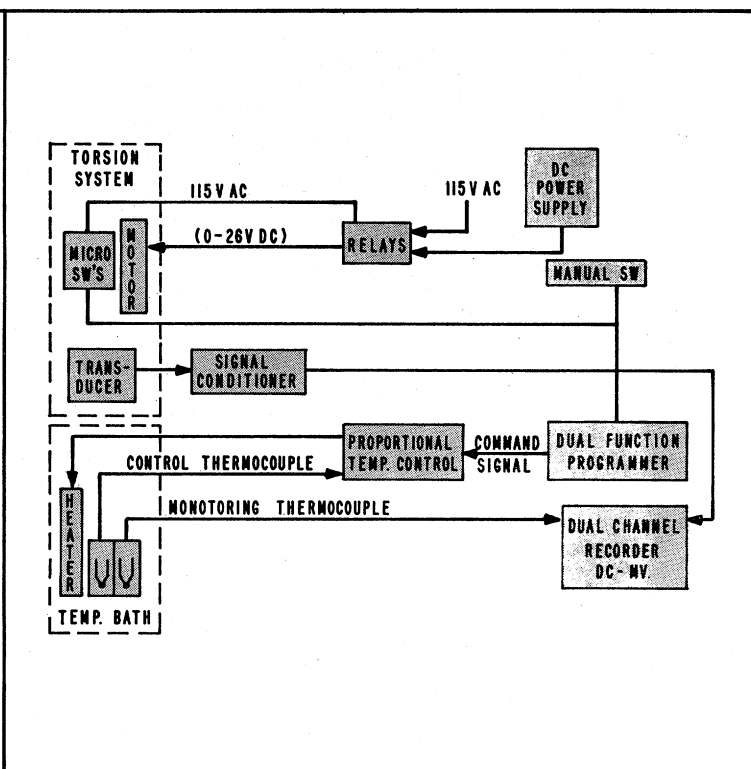 TORSION
SYSTEM
115V AC
115V AC
DC
POWER
SUPPLY
MICRO
SW'S
MOTOR
(0-26V DC)
RELAYS
MANUAL SW
TRANS-
DUCER
SIGNAL
CONDITIONER
PROPORTIONAL
TEMP. CONTROL
COMMAND
SIGNAL
DUAL FUNCTION
PROGRAMMER
CONTROL THERMOCOUPLE
HEATER
MONOTORING THERMOCOUPLE
DUAL CHANNEL
RECORDER
DC-MV.
TEMP. BATH